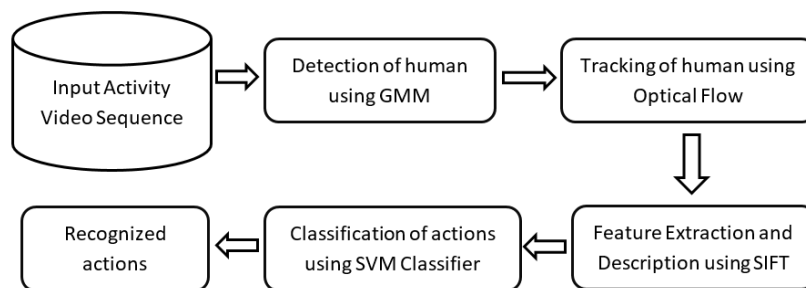 Input Activity
Video Sequence
Detection of human
using GMM
Tracking of human using
Optical Flow
Feature Extraction and
Description using SIFT
Classification of actions
using SVM Classifier
Recognized
actions